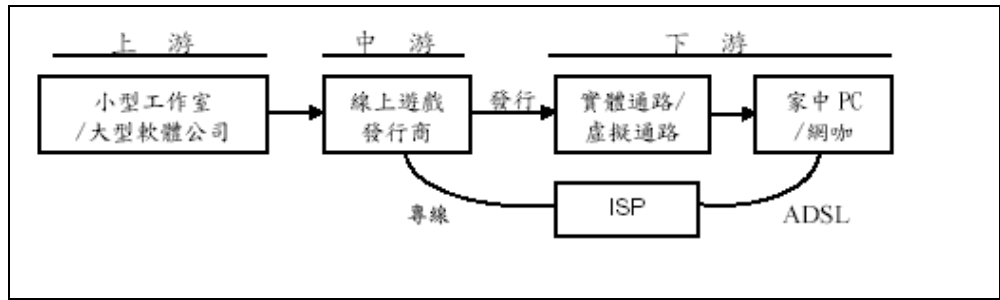 上 游
中 游
下 游
小型工作室
/大型軟體公司
線上遊戲
發行商
發行
實體通路/
虛擬通路
家中 PC
/網咖
專線
ISP
ADSL